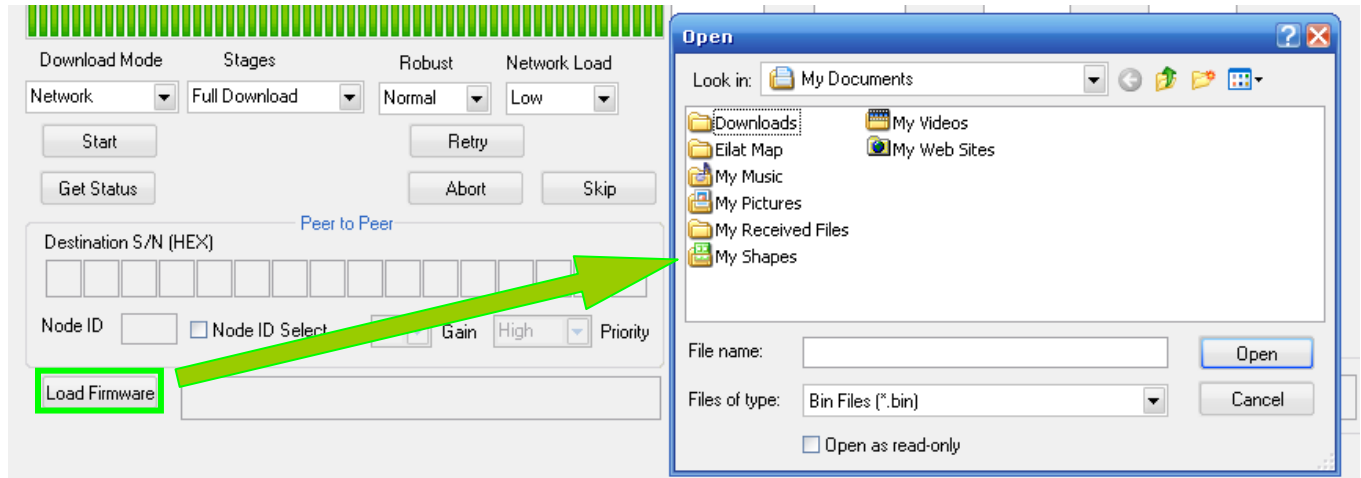 Download Mode Stages Robust Network Load
Network Full Download Normal Low
Start Retry
Get Status Abort Skip
Peer to Peer
Destination S/N (HEX)
Node ID Node ID Select Gain High Priority
Load Firmware
Open
Look in: My Documents
Downloads My Videos
Eilat Map My Web Sites
My Music
My Pictures
My Received Files
My Shapes
File name: Open
Files of type: Bin Files (*.bin) Cancel
Open as read-only